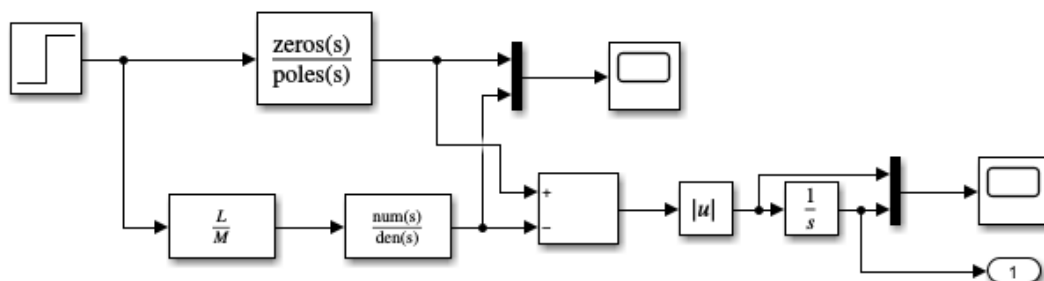 zeros(s)
poles(s)
L
M
num(s)
den(s)
+
−
|u|
1
s
1